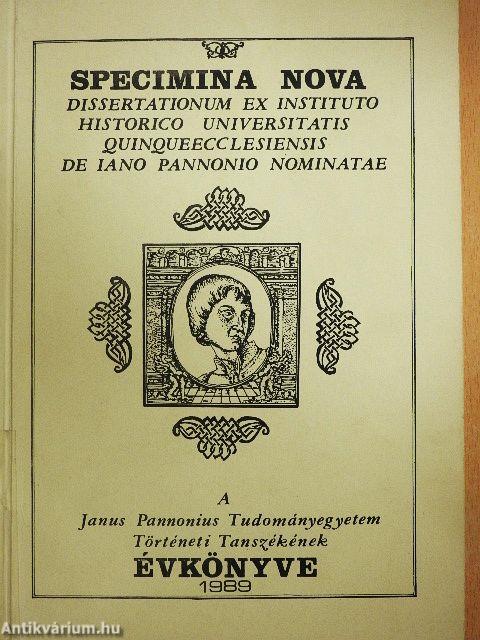 SPECIMINA NOVA
DISSERTATIONUM EX INSTITUTO
HISTORICO UNIVERSITATIS
QUINQUEECCLESIENSIS
DE IANO PANNONIO NOMINATAE
A
Janus Pannonius Tudományegyetem
Történeti Tanszékének
ÉVKÖNYVE
1989
Antikvárium.hu